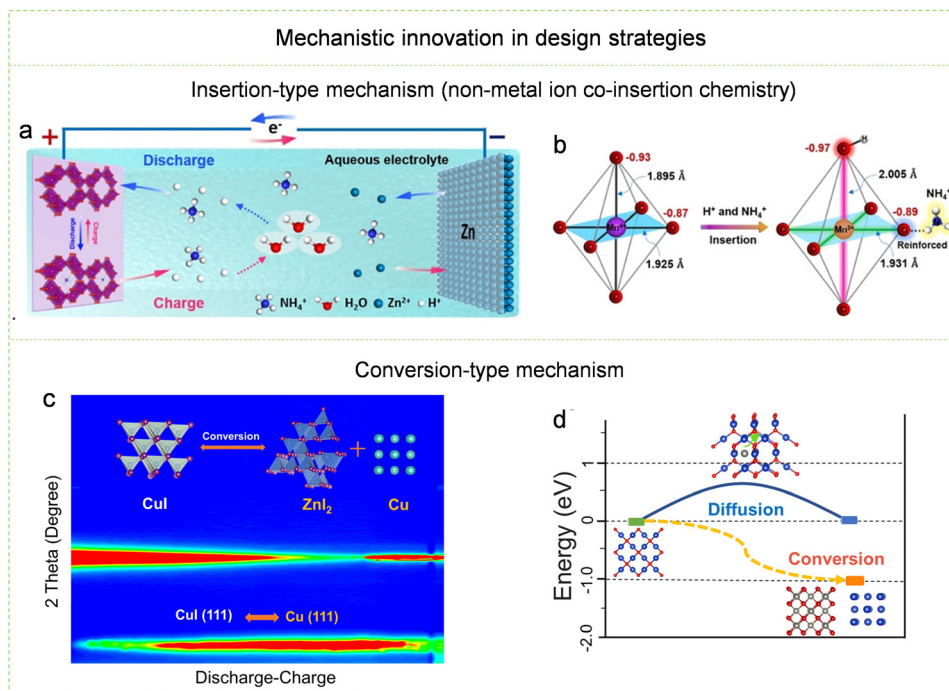 Mechanistic innovation in design strategies
Insertion-type mechanism (non-metal ion co-insertion chemistry)
a
+
e-
−
Discharge
Aqueous electrolyte
Discharge
Charge
Zn
Charge
NH₄⁺
H₂O
Zn²⁺
H⁺
b
-0.93
1.895 Å
-0.87
Mn⁴⁺
1.925 Å
H⁺ and NH₄⁺
Insertion
-0.97
H
2.005 Å
NH₄⁺
-0.89
Mn³⁺
Reinforced
1.931 Å
Conversion-type mechanism
c
2 Theta (Degree)
Conversion
+
CuI
ZnI₂
Cu
CuI (111)
Cu (111)
Discharge-Charge
d
Energy (eV)
1
0
-1.0
-2.0
Diffusion
Conversion